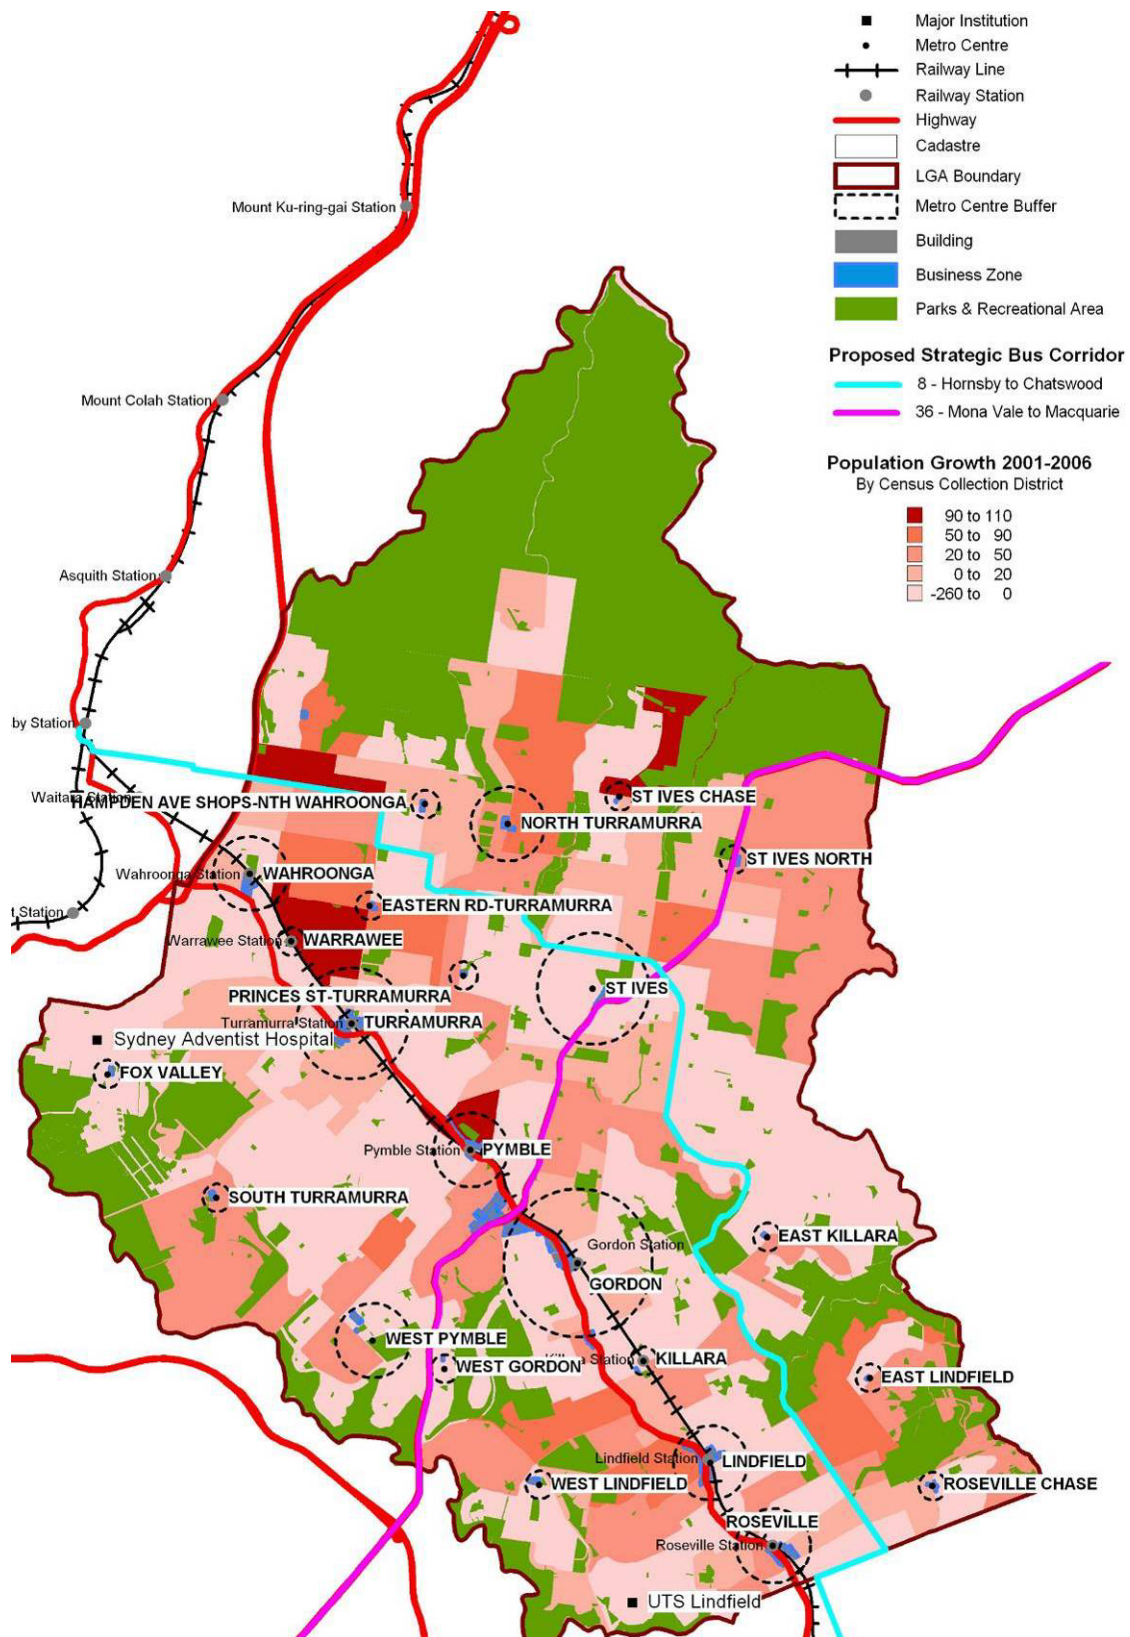 Major Institution
Metro Centre
Railway Line
Railway Station
Highway
Cadastre
LGA Boundary
Metro Centre Buffer
Building
Business Zone
Parks & Recreational Area
Proposed Strategic Bus Corridor
8 - Hornsby to Chatswood
36 - Mona Vale to Macquarie
Population Growth 2001-2006
By Census Collection District
90 to 110
50 to 90
20 to 50
0 to 20
-260 to 0
Mount Ku-ring-gai Station
Mount Colah Station
Asquith Station
by Station
Waitara Station
HAMPDEN AVE SHOPS-NTH WAHROONGA
ST IVES CHASE
NORTH TURRAMURRA
ST IVES NORTH
Wahroonga Station
WAHROONGA
EASTERN RD-TURRAMURRA
t Station
Warrawee Station
WARRAWEE
ST IVES
PRINCES ST-TURRAMURRA
Turramurra Station
TURRAMURRA
Sydney Adventist Hospital
FOX VALLEY
Pymble Station
PYMBLE
SOUTH TURRAMURRA
EAST KILLARA
Gordon Station
GORDON
WEST PYMBLE
WEST GORDON
Station
KILLARA
EAST LINDFIELD
Lindfield Station
LINDFIELD
WEST LINDFIELD
ROSEVILLE CHASE
ROSEVILLE
Roseville Station
UTS Lindfield